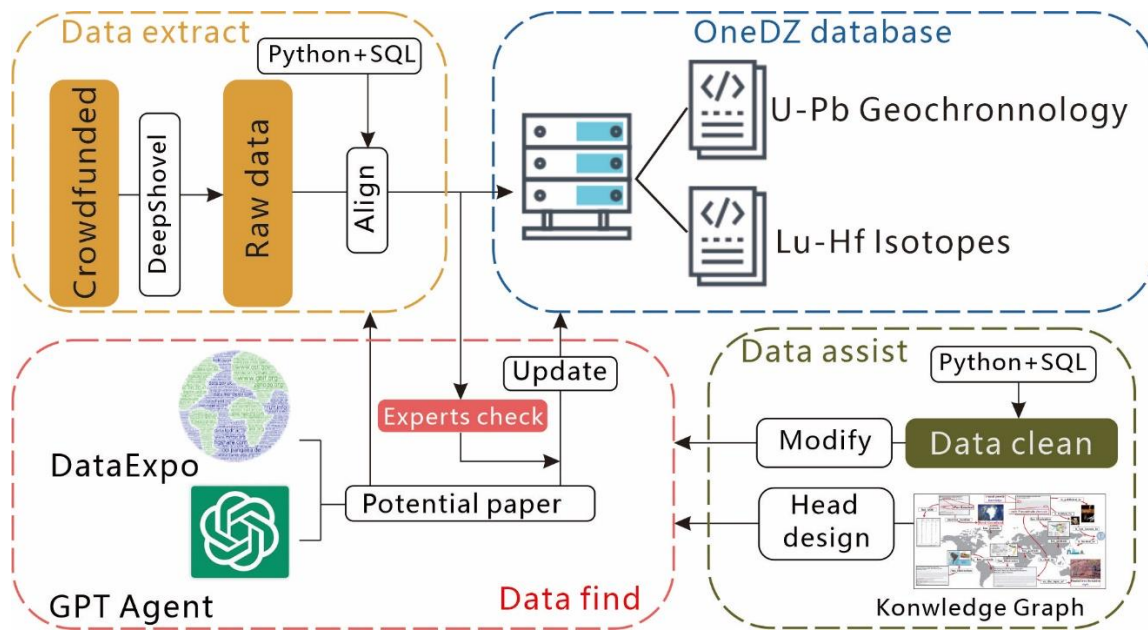 Data extract
Python+SQL
Crowdfunded
DeepShovel
Raw data
Align
OneDZ database
</>
U-Pb Geochronnology
</>
Lu-Hf Isotopes
DataExpo
GPT Agent
Potential paper
Experts check
Update
Data find
Data assist
Python+SQL
Data clean
Modify
Head
design
Konwledge Graph